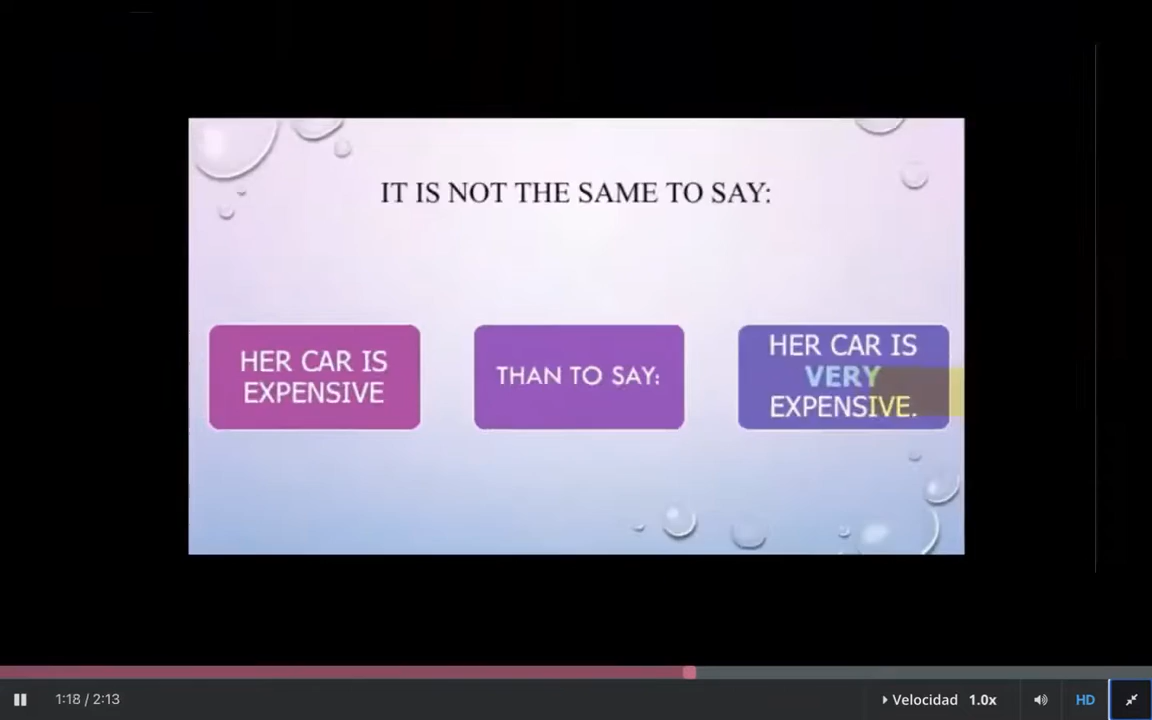 IT IS NOT THE SAME TO SAY:
HER CAR IS
EXPENSIVE
THAN TO SAY:
HER CAR IS
VERY
EXPENSIVE.
1:18 / 2:13
Velocidad 1.0x
HD